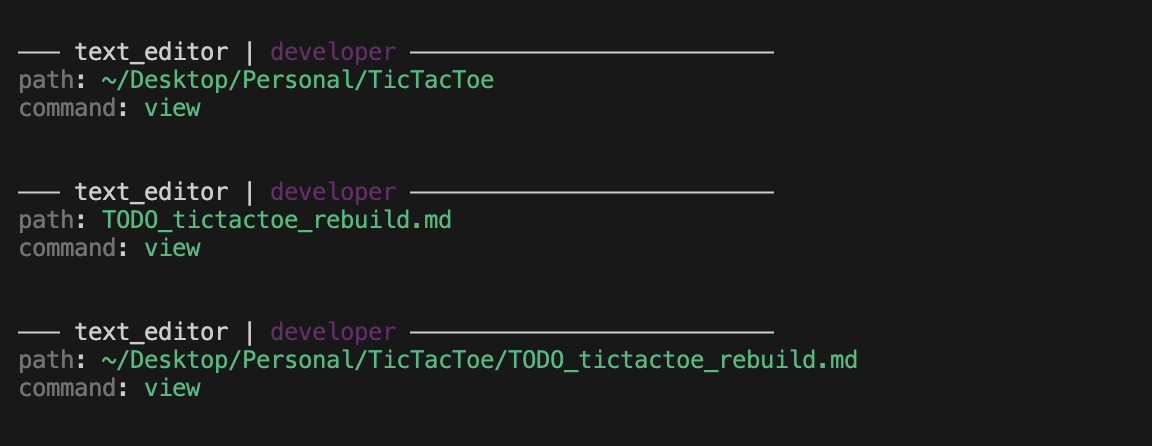 ─── text_editor | developer ──────────────────────────
path: ~/Desktop/Personal/TicTacToe
command: view
─── text_editor | developer ──────────────────────────
path: TODO_tictactoe_rebuild.md
command: view
─── text_editor | developer ──────────────────────────
path: ~/Desktop/Personal/TicTacToe/TODO_tictactoe_rebuild.md
command: view